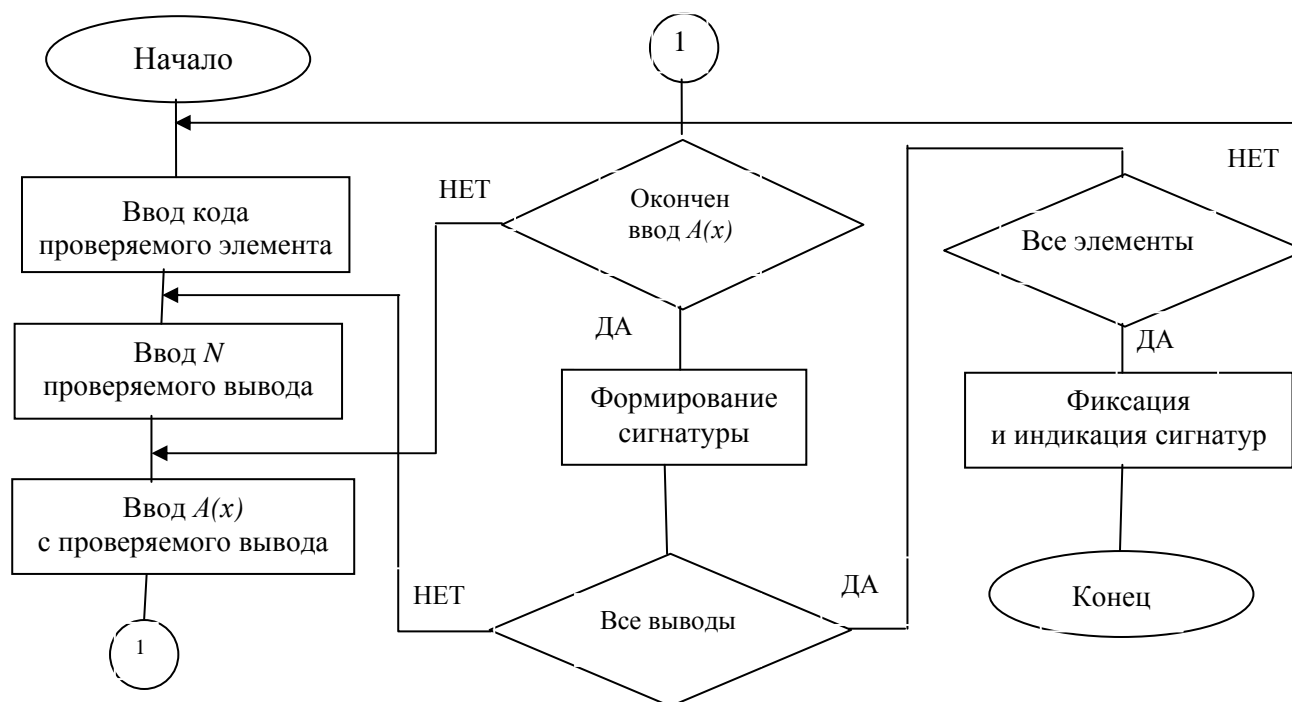 Начало
Ввод кода
проверяемого элемента
Ввод N
проверяемого вывода
Ввод A(x)
с проверяемого вывода
1
1
НЕТ
Окончен
ввод A(x)
ДА
Формирование
сигнатуры
НЕТ
Все выводы
ДА
НЕТ
Все элементы
ДА
Фиксация
и индикация сигнатур
Конец